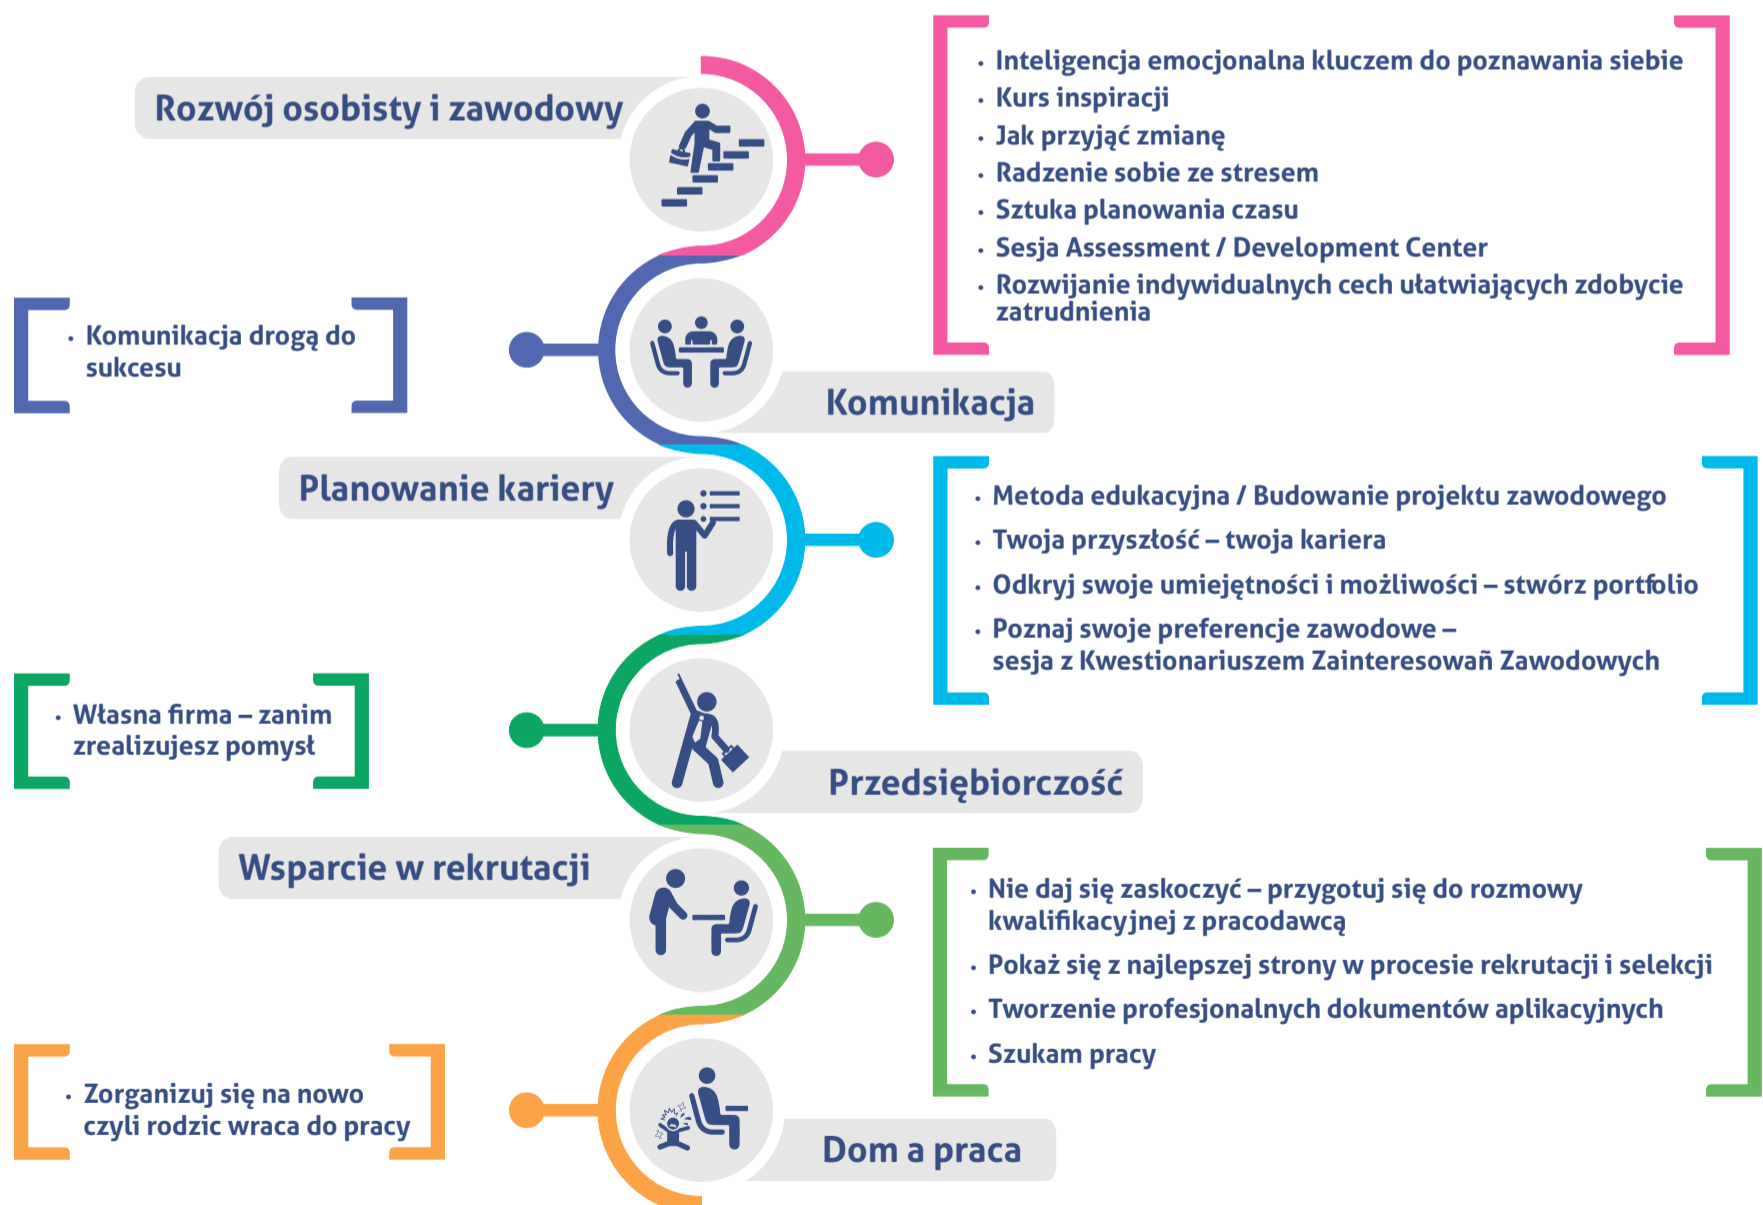 Rozwój osobisty i zawodowy
• Inteligencja emocjonalna kluczem do poznawania siebie
• Kurs inspiracji
• Jak przyjąć zmianę
• Radzenie sobie ze stresem
• Sztuka planowania czasu
• Sesja Assessment / Development Center
• Rozwijanie indywidualnych cech ułatwiających zdobycie
zatrudnienia
• Komunikacja drogą do
sukcesu
Komunikacja
Planowanie kariery
• Metoda edukacyjna / Budowanie projektu zawodowego
• Twoja przyszłość – twoja kariera
• Odkryj swoje umiejętności i możliwości – stwórz portfolio
• Poznaj swoje preferencje zawodowe –
sesja z Kwestionariuszem Zainteresowañ Zawodowych
• Własna firma – zanim
zrealizujesz pomysł
Przedsiębiorczość
Wsparcie w rekrutacji
• Nie daj się zaskoczyć – przygotuj się do rozmowy
kwalifikacyjnej z pracodawcą
• Pokaż się z najlepszej strony w procesie rekrutacji i selekcji
• Tworzenie profesjonalnych dokumentów aplikacyjnych
• Szukam pracy
• Zorganizuj się na nowo
czyli rodzic wraca do pracy
Dom a praca